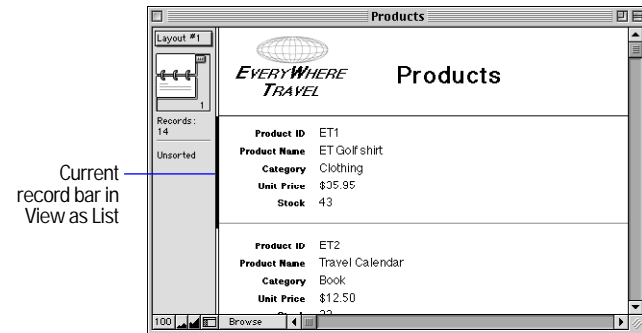 Products
Layout #1
1
Records:
14
Unsorted
Current
record bar in
View as List
EVERYWHERE
TRAVEL
Products
Product ID ET1
Product Name ET Golf shirt
Category Clothing
Unit Price $35.95
Stock 43
Product ID ET2
Product Name Travel Calendar
Category Book
Unit Price $12.50
100 Browse